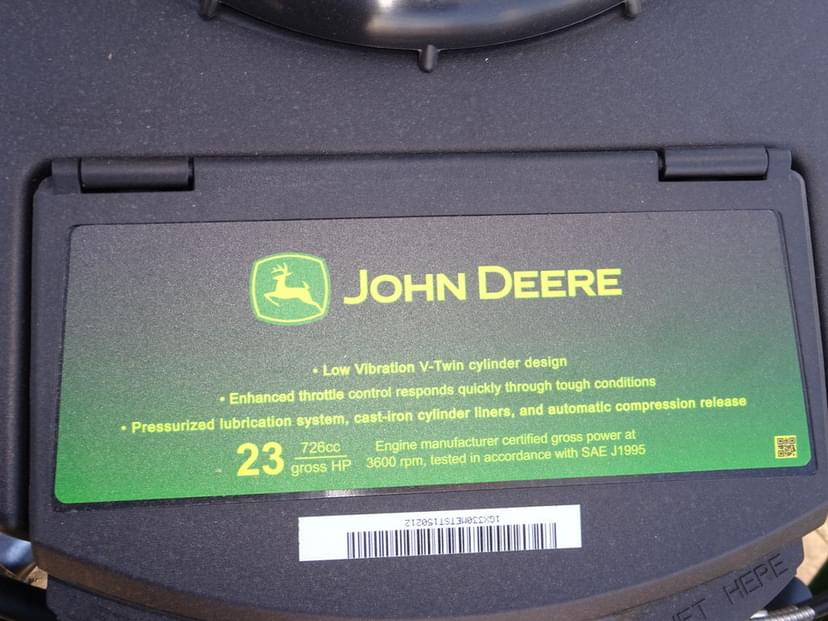 JOHN DEERE
• Low Vibration V-Twin cylinder design
• Enhanced throttle control responds quickly through tough conditions
• Pressurized lubrication system, cast-iron cylinder liners, and automatic compression release
23 726cc gross HP
Engine manufacturer certified gross power at
3600 rpm, tested in accordance with SAE J1995
1GX330METST150212
HEPE